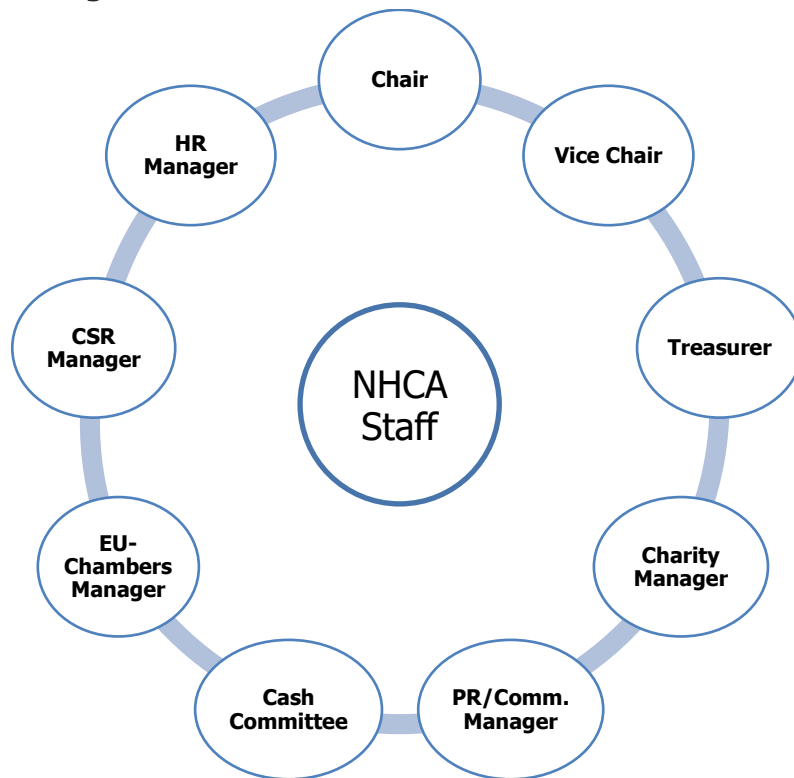 Chair
Vice Chair
Treasurer
Charity
Manager
PR/Comm.
Manager
Cash
Committee
EU-
Chambers
Manager
CSR
Manager
HR
Manager
NHCA
Staff